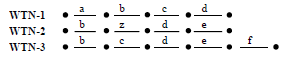 WTN-1 • a • b • c • d •
WTN-2 • b • z • d • e •
WTN-3 • b • c • d • e • f •